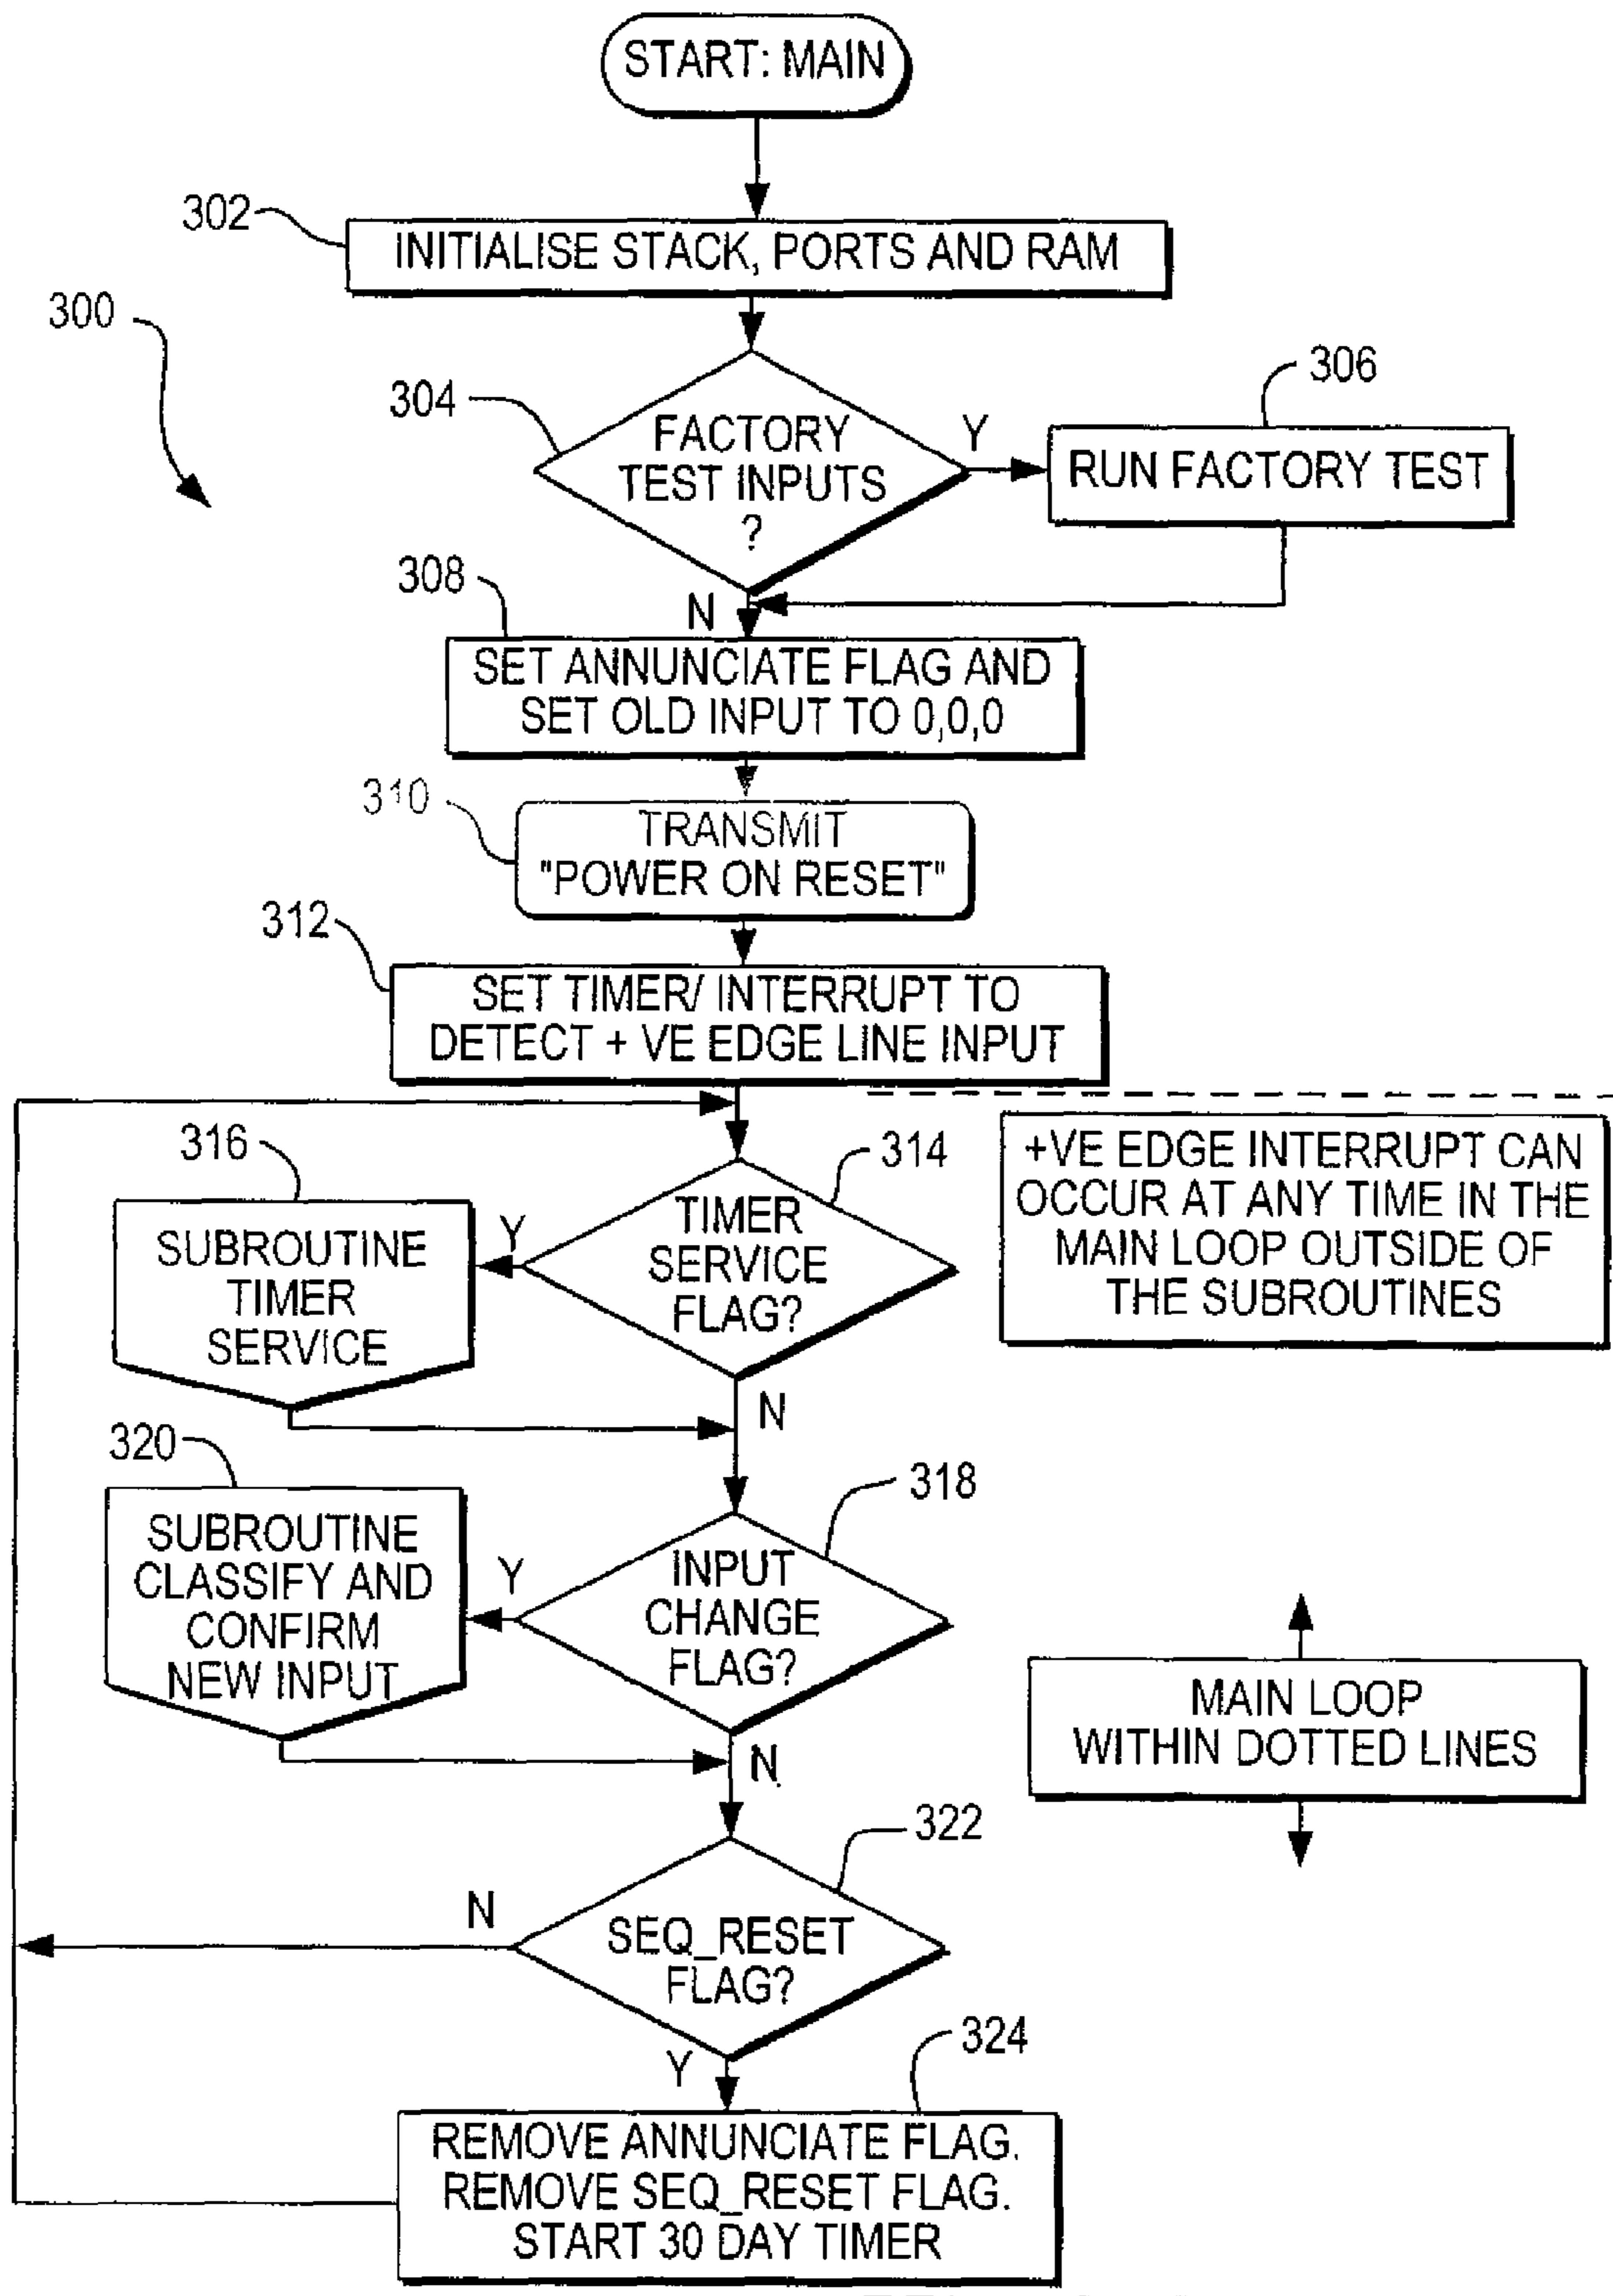 START: MAIN
302
INITIALISE STACK, PORTS AND RAM
300
304
FACTORY
TEST INPUTS
?
Y
306
RUN FACTORY TEST
308
N
SET ANNUNCIATE FLAG AND
SET OLD INPUT TO 0,0,0
310
TRANSMIT
"POWER ON RESET"
312
SET TIMER/ INTERRUPT TO
DETECT + VE EDGE LINE INPUT
316
314
SUBROUTINE
TIMER
SERVICE
Y
TIMER
SERVICE
FLAG?
+VE EDGE INTERRUPT CAN
OCCUR AT ANY TIME IN THE
MAIN LOOP OUTSIDE OF
THE SUBROUTINES
N
320
318
SUBROUTINE
CLASSIFY AND
CONFIRM
NEW INPUT
Y
INPUT
CHANGE
FLAG?
MAIN LOOP
WITHIN DOTTED LINES
N
322
N
SEQ_RESET
FLAG?
324
Y
REMOVE ANNUNCIATE FLAG.
REMOVE SEQ_RESET FLAG.
START 30 DAY TIMER